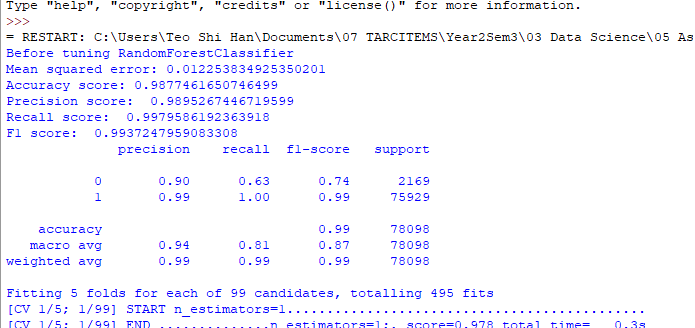 Type "help", "copyright", "credits" or "license()" for more information.
>>>
= RESTART: C:\Users\Teo Shi Han\Documents\07 TARCITEMS\Year2Sem3\03 Data Science\05 As
Before tuning RandomForestClassifier
Mean squared error: 0.012253834925350201
Accuracy score: 0.9877461650746499
Precision score:  0.9895267446719599
Recall score:  0.9979586192363918
F1 score:  0.9937247959083308
precision    recall  f1-score   support
0       0.90      0.63      0.74      2169
1       0.99      1.00      0.99     75929
accuracy                           0.99     78098
macro avg       0.94      0.81      0.87     78098
weighted avg       0.99      0.99      0.99     78098
Fitting 5 folds for each of 99 candidates, totalling 495 fits
[CV 1/5; 1/99] START n_estimators=1.............................................
[CV 1/5; 1/99] END ..............n_estimators=1;, score=0.978 total time=   0.3s